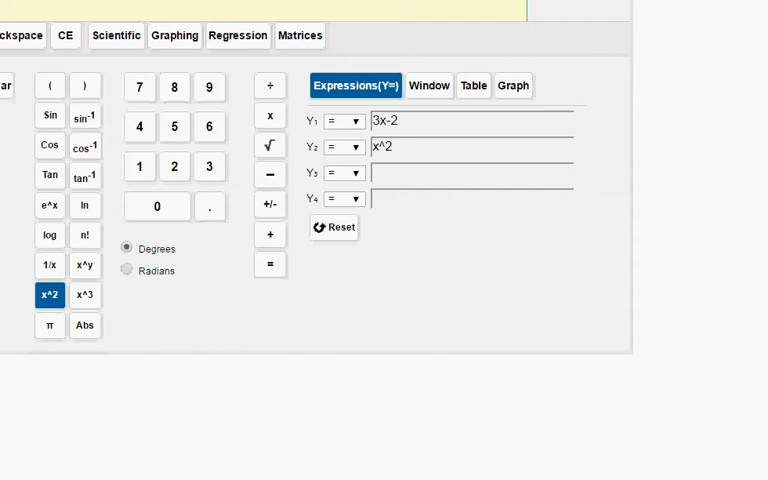 ckspace CE Scientific Graphing Regression Matrices
ar ( ) 7 8 9 ÷ Expressions(Y=) Window Table Graph
Sin sin-1 4 5 6 x Y1 = ▼ 3x-2
Cos cos-1 √ Y2 = ▼ x^2
Tan tan-1 1 2 3 − Y3 = ▼
e^x ln 0 . +/- Y4 = ▼
log n! + Reset
Degrees
1/x x^y = Radians
x^2 x^3
π Abs